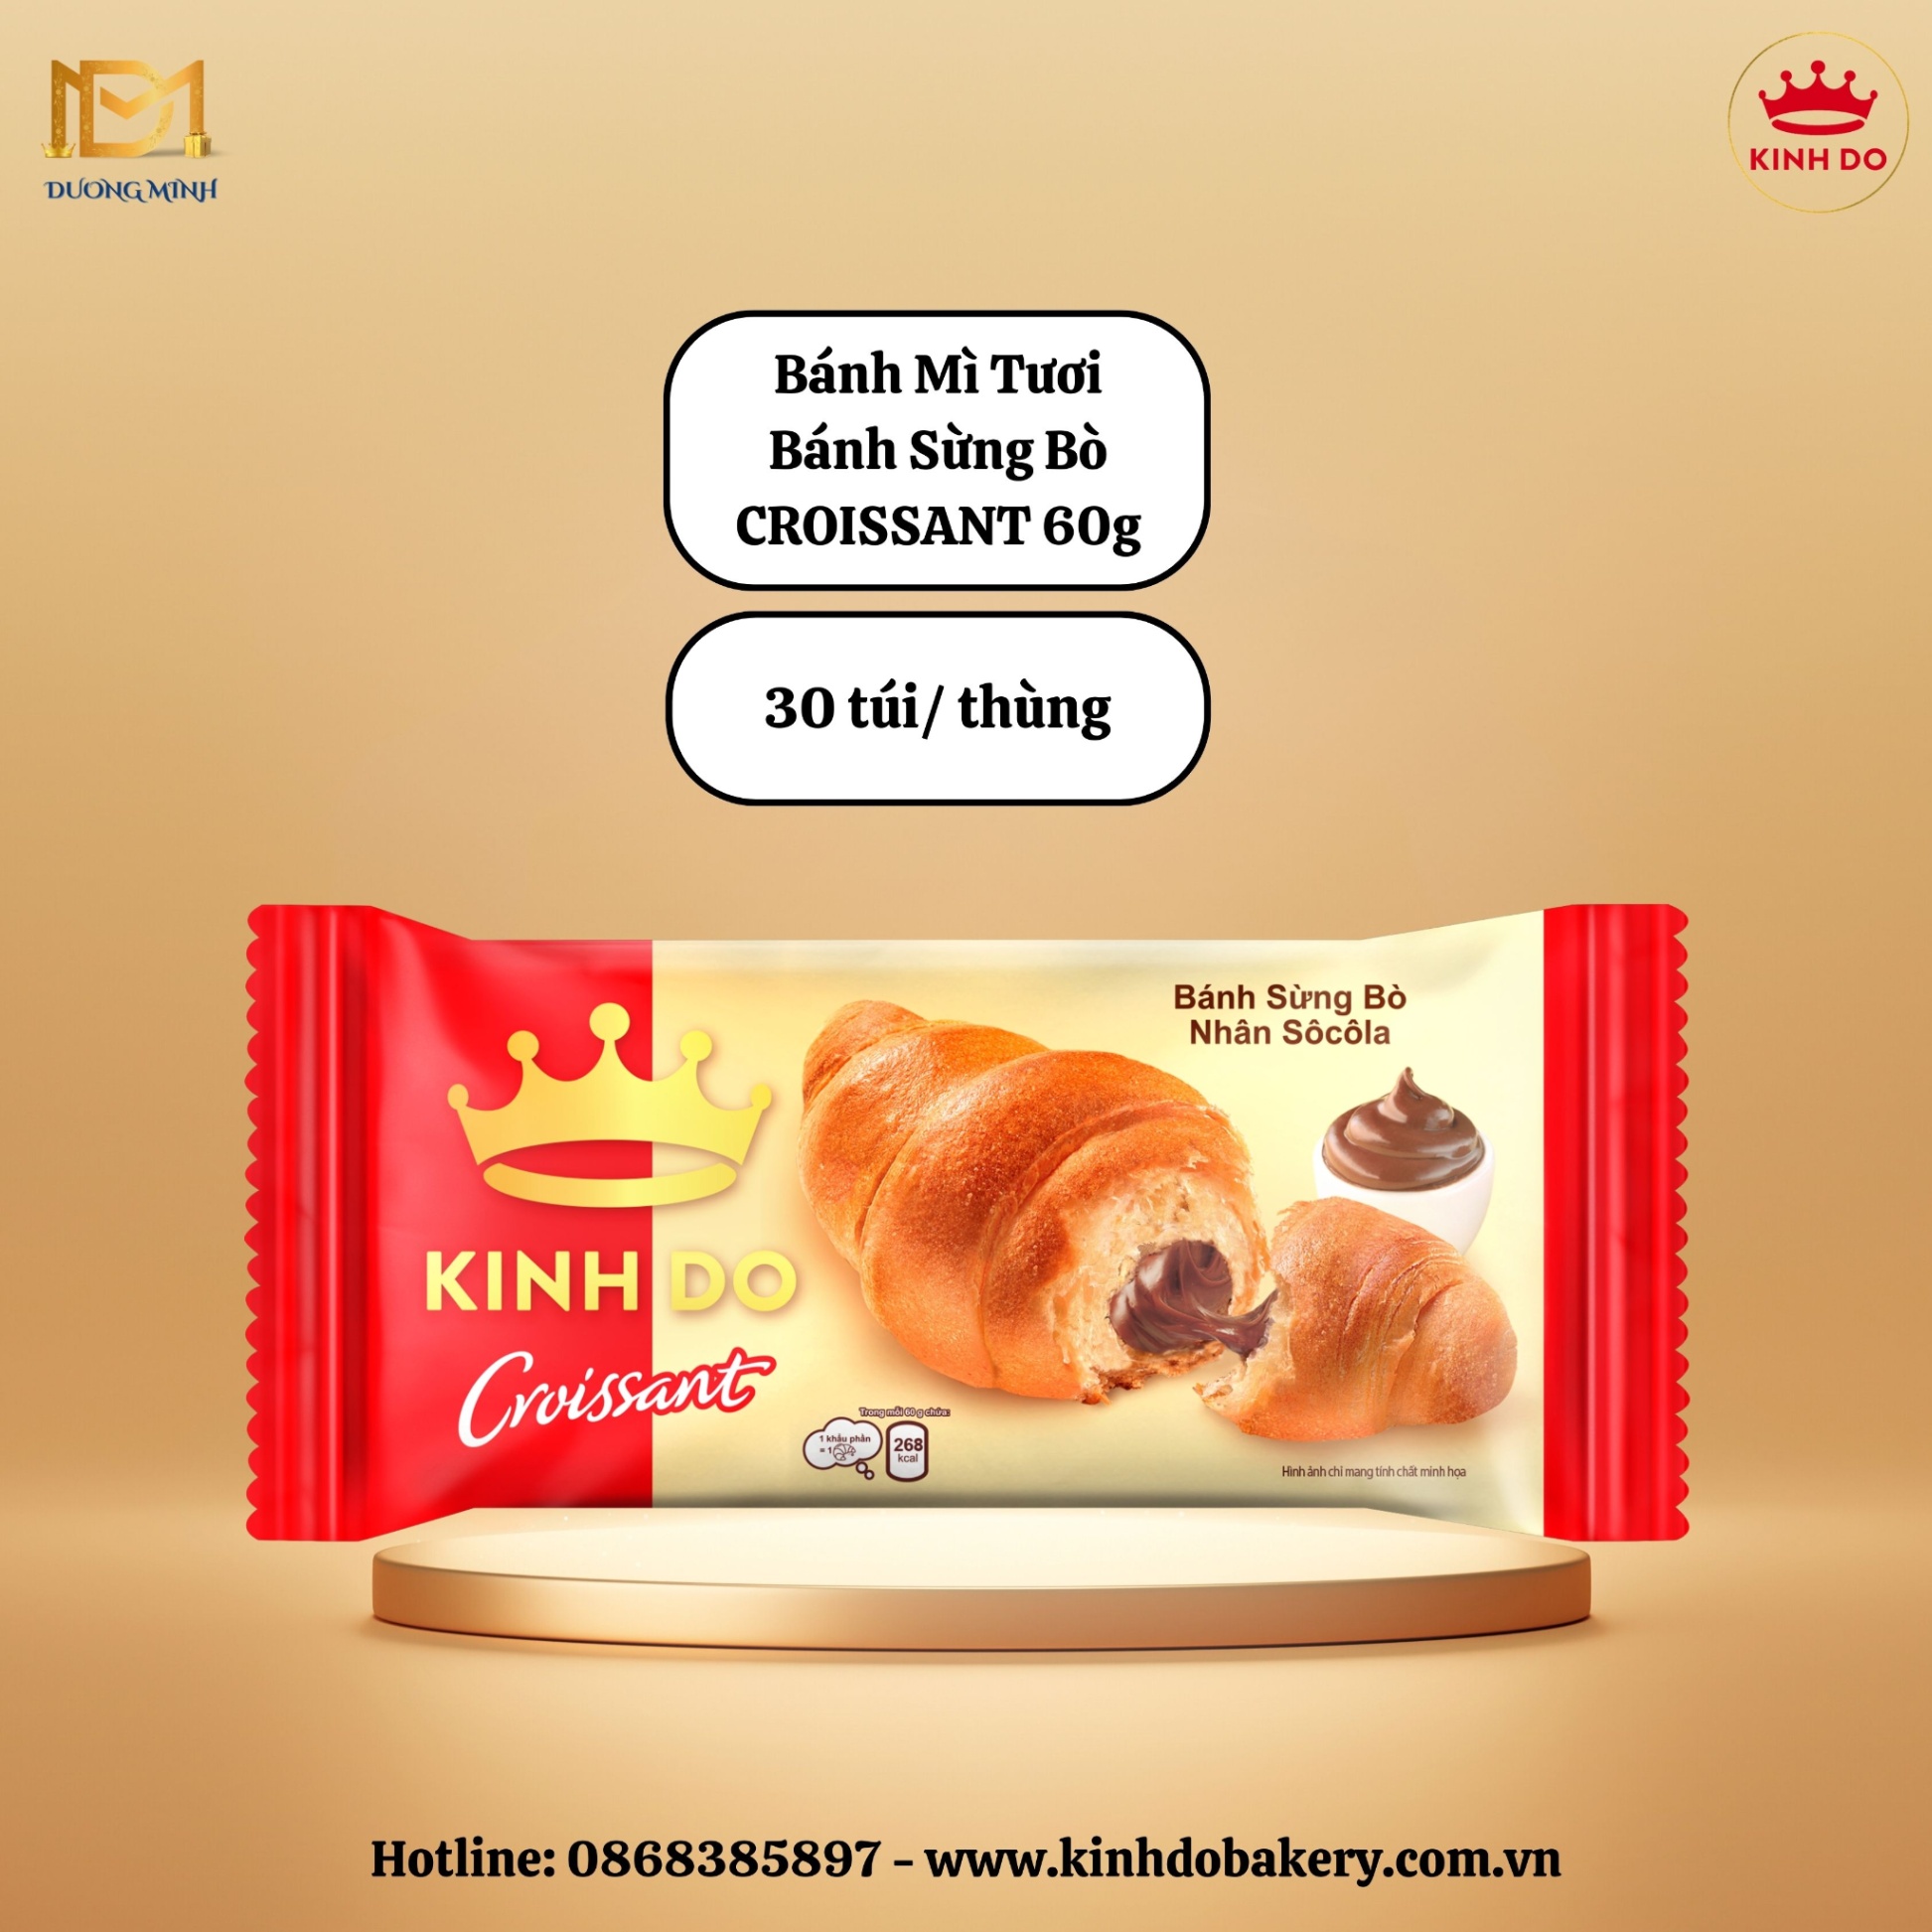 DƯƠNG MINH
KINH DO
Bánh Mì Tươi
Bánh Sừng Bò
CROISSANT 60g
30 túi/ thùng
Bánh Sừng Bò
Nhân Sôcôla
KINH DO
Croissant
Trong mỗi 60 g chứa:
1 khẩu phần
= 1
268
kcal
Hình ảnh chỉ mang tính chất minh họa
Hotline: 0868385897 - www.kinhdobakery.com.vn